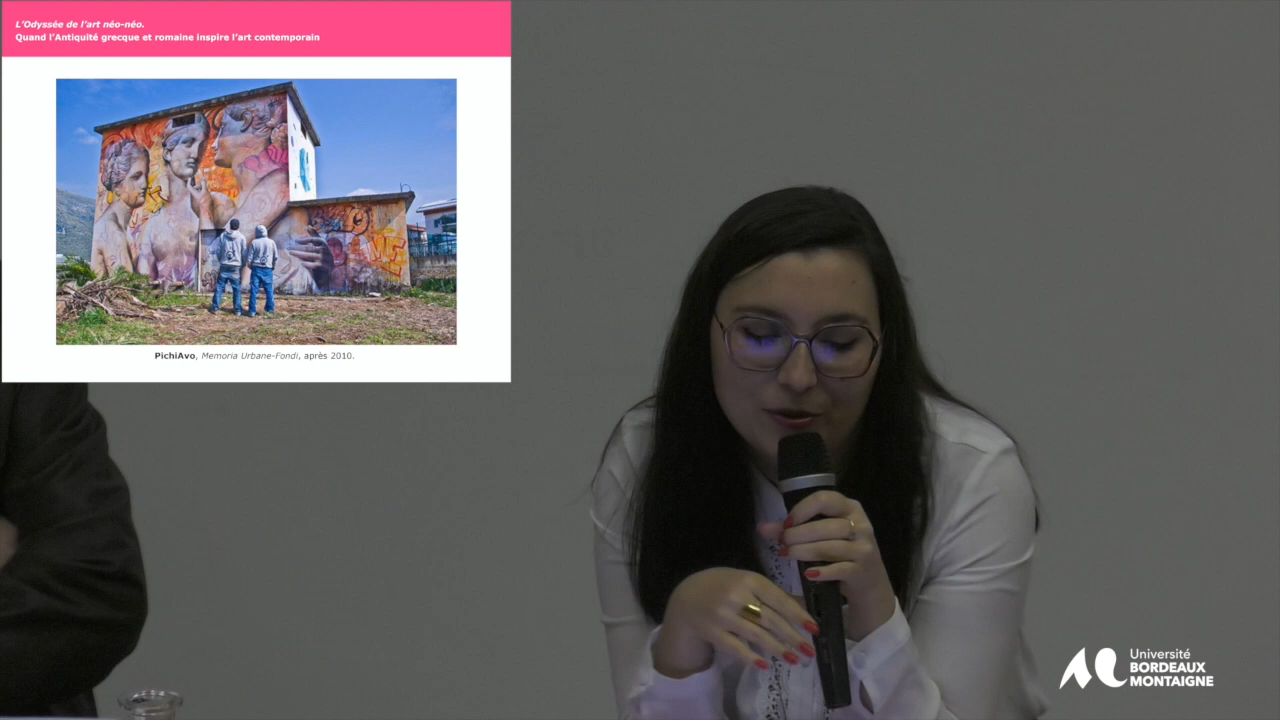 L'Odyssée de l'art néo-néo.
Quand l'Antiquité grecque et romaine inspire l'art contemporain
PichiAvo, Memoria Urbane-Fondi, après 2010.
Université
BORDEAUX
MONTAIGNE